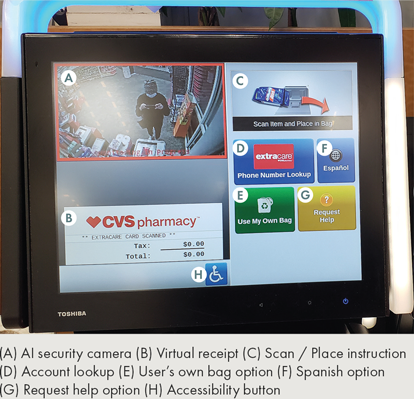 A
C
Scan Item and Place in Bag
D
extracare
Phone Number Lookup
F
Español
E
Use My Own Bag
G
?
Request
Help
B
CVS pharmacy™
** EXTRACARE CARD SCANNED **
Tax: $0.00
Total: $0.00
H
TOSHIBA
(A) AI security camera (B) Virtual receipt (C) Scan / Place instruction
(D) Account lookup (E) User’s own bag option (F) Spanish option
(G) Request help option (H) Accessibility button